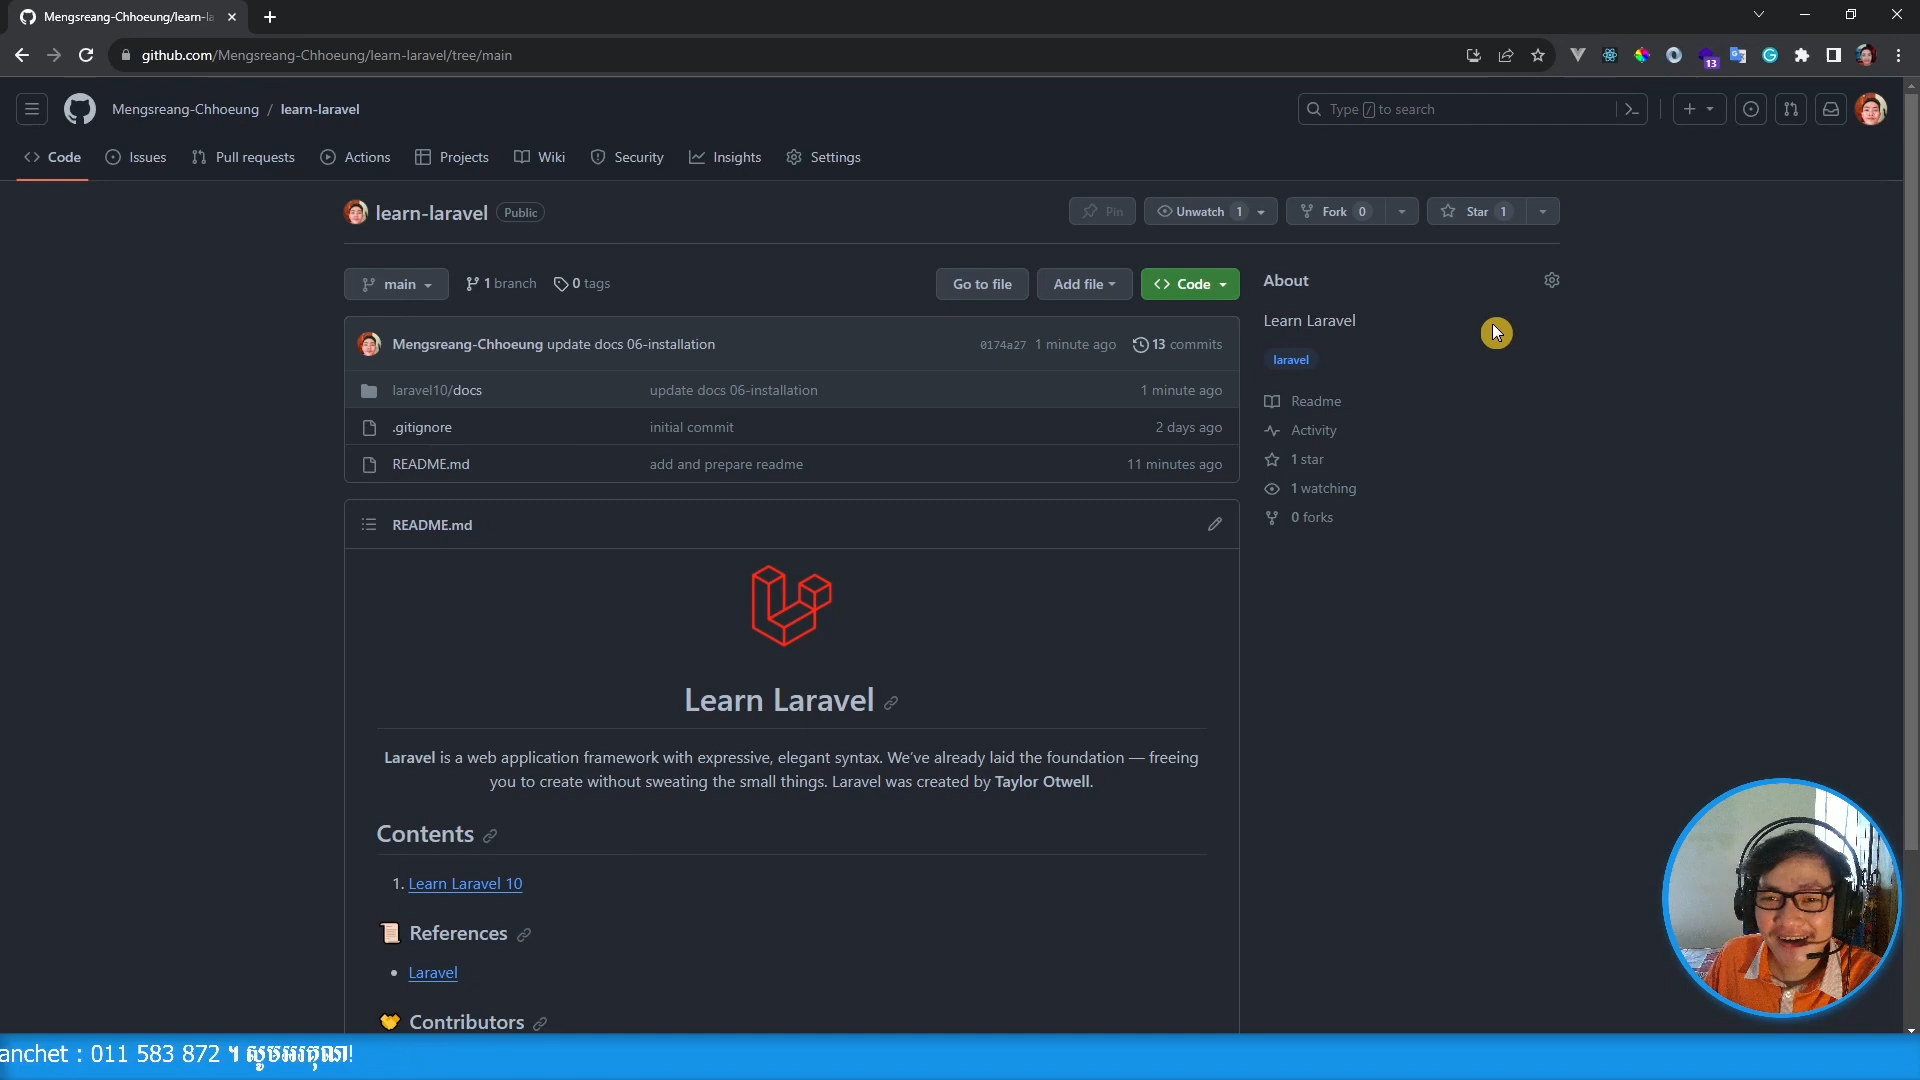 Mengsreang-Chhoeung/learn-la
github.com/Mengsreang-Chhoeung/learn-laravel/tree/main
13
Mengsreang-Chhoeung / learn-laravel
Type / to search
Code Issues Pull requests Actions Projects Wiki Security Insights Settings
learn-laravel Public
Pin Unwatch 1 Fork 0 Star 1
main 1 branch 0 tags Go to file Add file Code
About
Learn Laravel
laravel
Readme
Activity
1 star
1 watching
0 forks
Mengsreang-Chhoeung update docs 06-installation 0174a27 1 minute ago 13 commits
laravel10/docs update docs 06-installation 1 minute ago
.gitignore initial commit 2 days ago
README.md add and prepare readme 11 minutes ago
README.md
Learn Laravel
Laravel is a web application framework with expressive, elegant syntax. We've already laid the foundation — freeing
you to create without sweating the small things. Laravel was created by Taylor Otwell.
Contents
1. Learn Laravel 10
References
Laravel
Contributors
anchet : 011 583 872 ។ សូមអរគុណ!